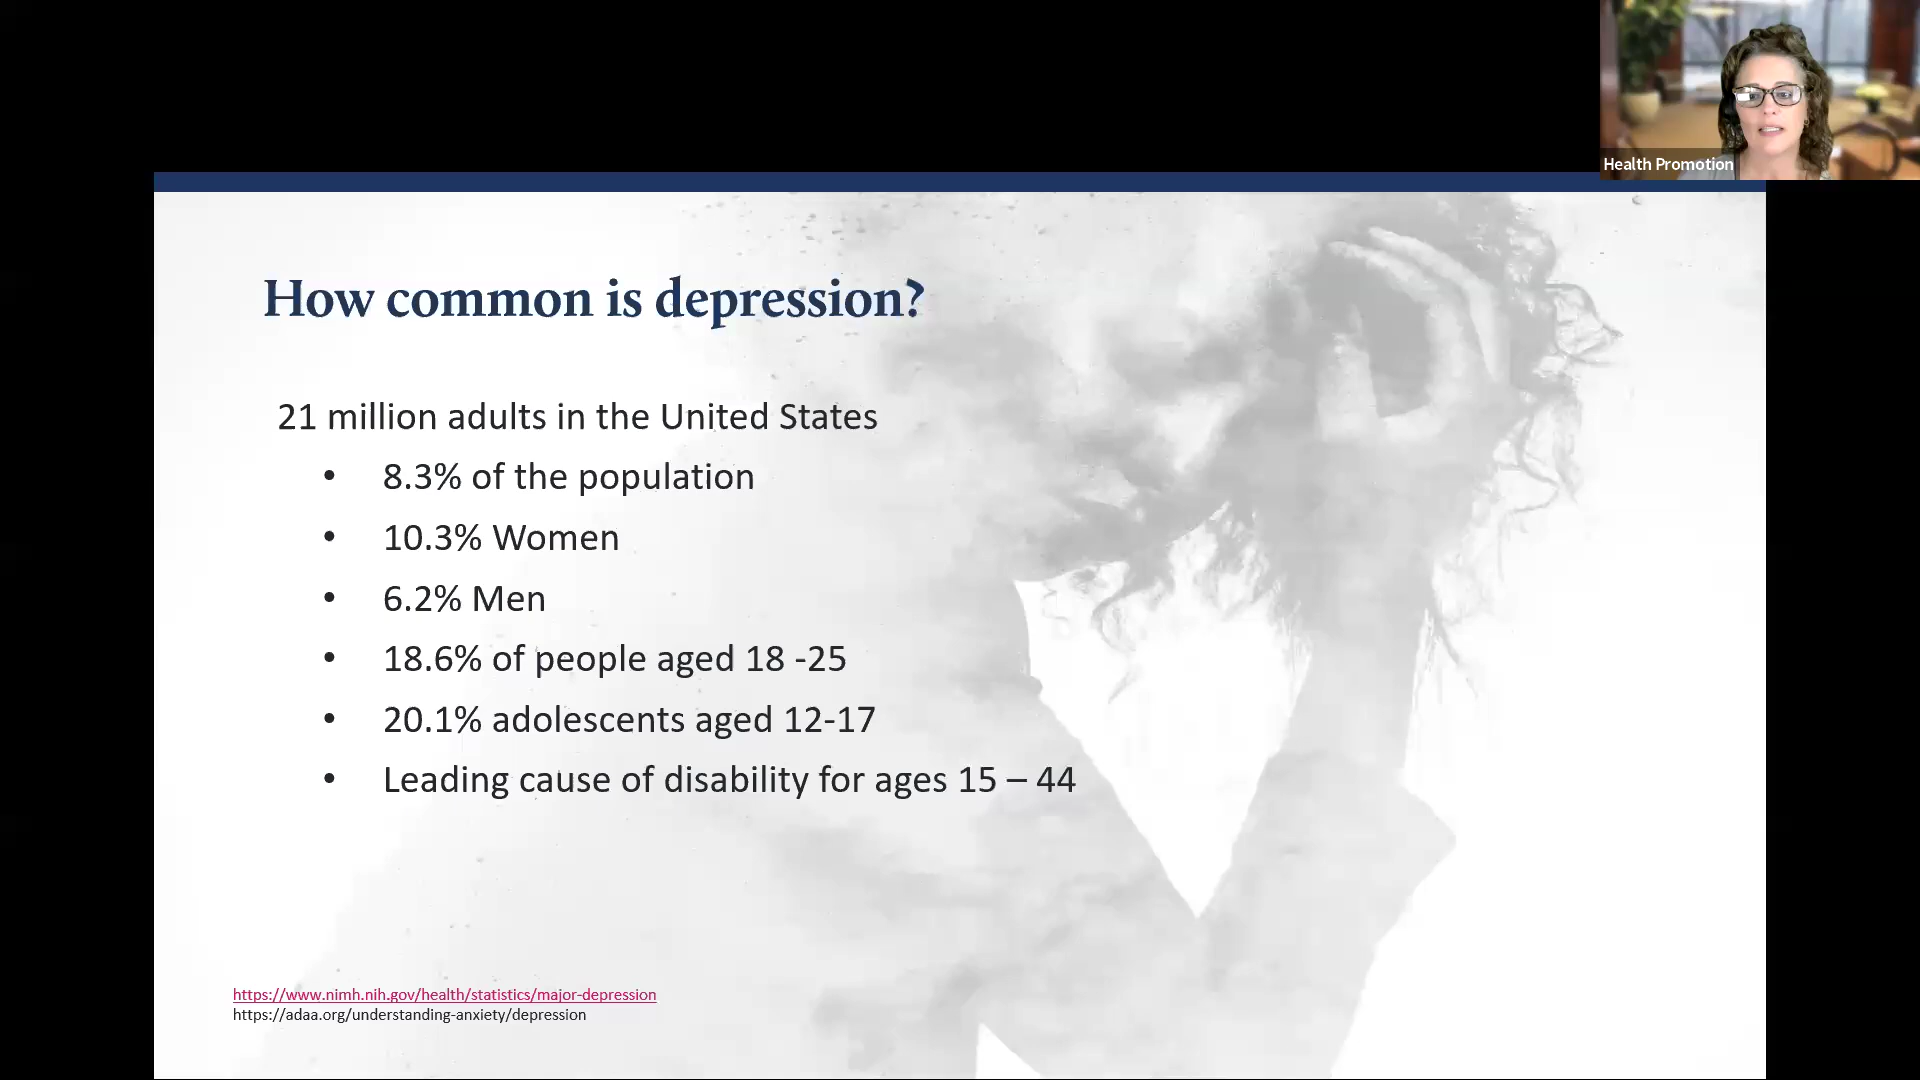 Health Promotion
How common is depression?
21 million adults in the United States
• 8.3% of the population
• 10.3% Women
• 6.2% Men
• 18.6% of people aged 18 -25
• 20.1% adolescents aged 12-17
• Leading cause of disability for ages 15 – 44
https://www.nimh.nih.gov/health/statistics/major-depression
https://adaa.org/understanding-anxiety/depression